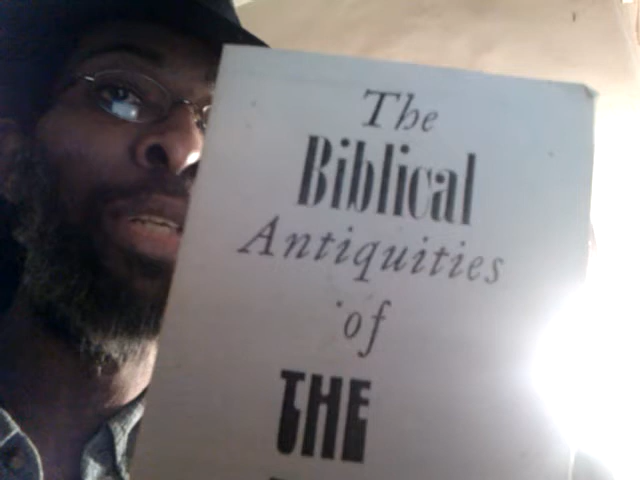 The
Biblical
Antiquities
of
THE